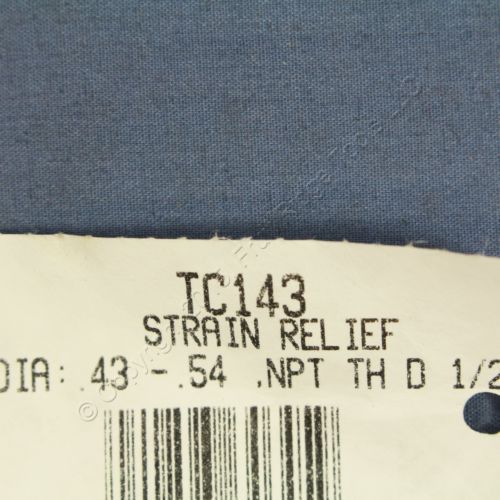 TC143
STRAIN RELIEF
DIA: .43 - .54 .NPT TH D 1/2